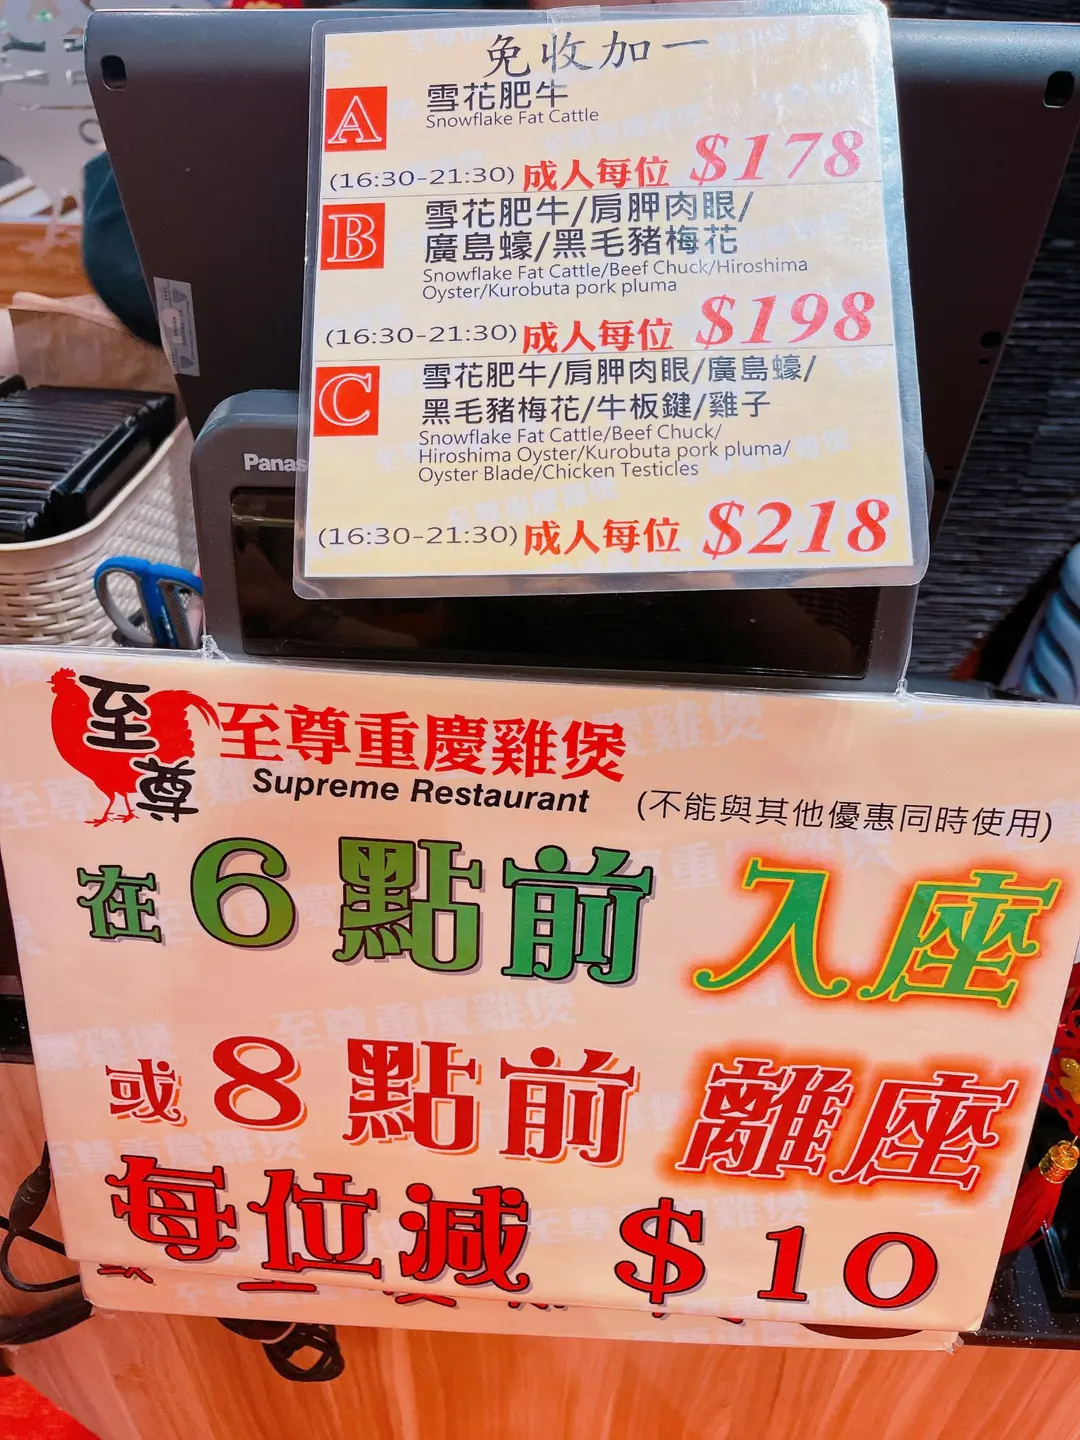 免收加一
A
雪花肥牛
Snowflake Fat Cattle
(16:30-21:30) 成人每位 $178
B
雪花肥牛/肩胛肉眼/
廣島蠔/黑毛豬梅花
Snowflake Fat Cattle/Beef Chuck/Hiroshima
Oyster/Kurobuta pork pluma
(16:30-21:30) 成人每位 $198
C
雪花肥牛/肩胛肉眼/廣島蠔/
黑毛豬梅花/牛板鍵/雞子
Snowflake Fat Cattle/Beef Chuck/
Hiroshima Oyster/Kurobuta pork pluma/
Oyster Blade/Chicken Testicles
(16:30-21:30) 成人每位 $218
Panas
至尊
至尊重慶雞煲
Supreme Restaurant
(不能與其他優惠同時使用)
在6點前入座
或8點前離座
每位減 $10